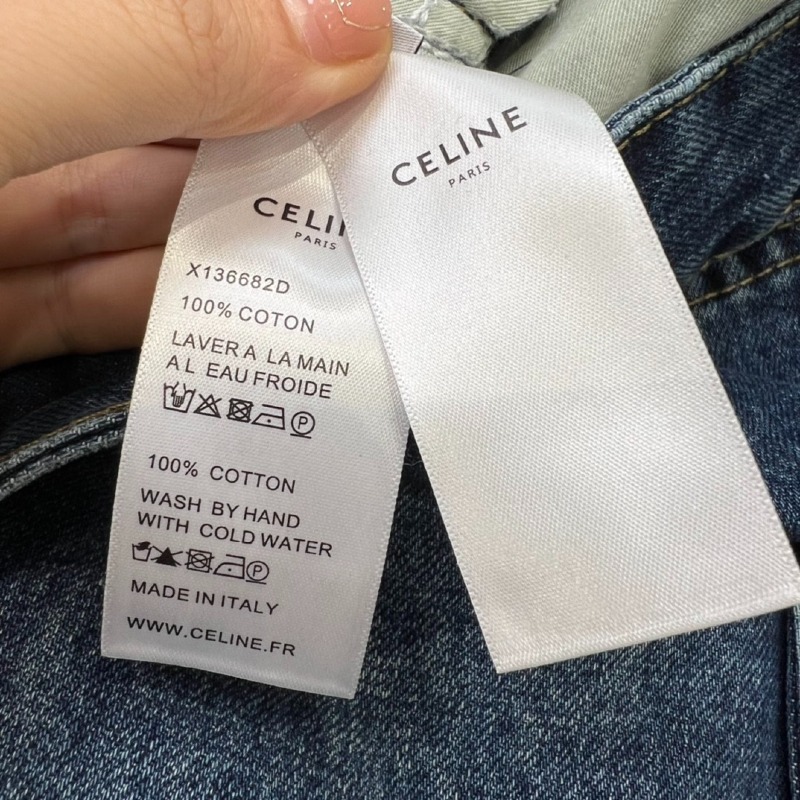 CELINE
PARIS
CELI
PARIS
X136682D
100% COTON
LAVER A LA MAIN
A L EAU FROIDE
P
100% COTTON
WASH BY HAND
WITH COLD WATER
P
MADE IN ITALY
WWW.CELINE.FR